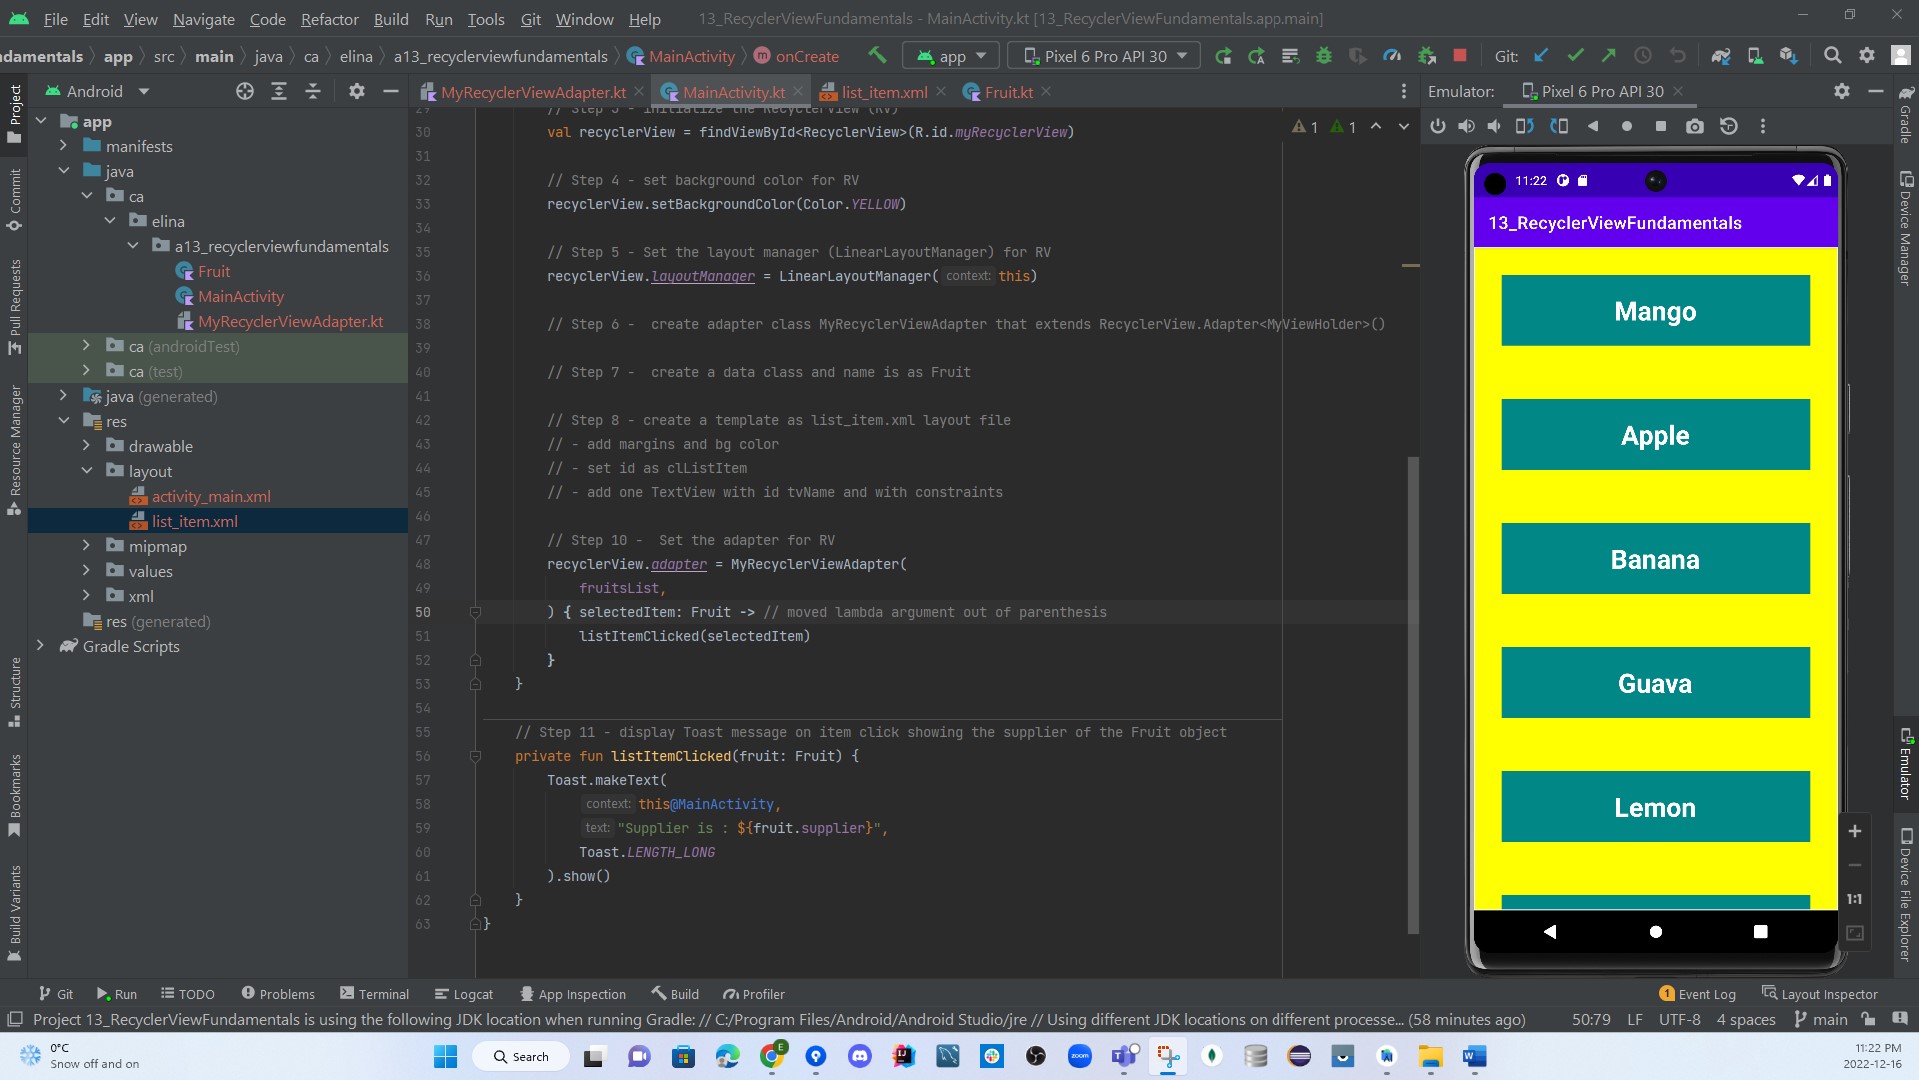 File Edit View Navigate Code Refactor Build Run Tools Git Window Help 13_RecyclerViewFundamentals - MainActivity.kt [13_RecyclerViewFundamentals.app.main]
ndamentals app src main java ca elina a13_recyclerviewfundamentals MainActivity onCreate app Pixel 6 Pro API 30 Git:
Android
MyRecyclerViewAdapter.kt MainActivity.kt list_item.xml Fruit.kt
Emulator: Pixel 6 Pro API 30
Project
Commit
Pull Requests
Resource Manager
Structure
Bookmarks
Build Variants
app
manifests
java
ca
elina
a13_recyclerviewfundamentals
Fruit
MainActivity
MyRecyclerViewAdapter.kt
ca (androidTest)
ca (test)
java (generated)
res
drawable
layout
activity_main.xml
list_item.xml
mipmap
values
xml
res (generated)
Gradle Scripts
29 // Step 3 - initialize the RecyclerView (RV)
30 val recyclerView = findViewById<RecyclerView>(R.id.myRecyclerView)
31
32 // Step 4 - set background color for RV
33 recyclerView.setBackgroundColor(Color.YELLOW)
34
35 // Step 5 - Set the layout manager (LinearLayoutManager) for RV
36 recyclerView.layoutManager = LinearLayoutManager( context: this)
37
38 // Step 6 -  create adapter class MyRecyclerViewAdapter that extends RecyclerView.Adapter<MyViewHolder>()
39
40 // Step 7 -  create a data class and name is as Fruit
41
42 // Step 8 - create a template as list_item.xml layout file
43 // - add margins and bg color
44 // - set id as clListItem
45 // - add one TextView with id tvName and with constraints
46
47 // Step 10 -  Set the adapter for RV
48 recyclerView.adapter = MyRecyclerViewAdapter(
49 fruitsList,
50 ) { selectedItem: Fruit -> // moved lambda argument out of parenthesis
51 listItemClicked(selectedItem)
52 }
53 }
54
55 // Step 11 - display Toast message on item click showing the supplier of the Fruit object
56 private fun listItemClicked(fruit: Fruit) {
57 Toast.makeText(
58 context: this@MainActivity,
59 text: "Supplier is : ${fruit.supplier}",
60 Toast.LENGTH_LONG
61 ).show()
62 }
63 }
1 1
11:22
13_RecyclerViewFundamentals
Mango
Apple
Banana
Guava
Lemon
1:1
Gradle
Device Manager
Emulator
Device File Explorer
Git Run TODO Problems Terminal Logcat App Inspection Build Profiler 1 Event Log Layout Inspector
Project 13_RecyclerViewFundamentals is using the following JDK location when running Gradle: // C:/Program Files/Android/Android Studio/jre // Using different JDK locations on different processe... (58 minutes ago) 50:79 LF UTF-8 4 spaces main
0°C
Snow off and on
Search
zoom
11:22 PM
2022-12-16